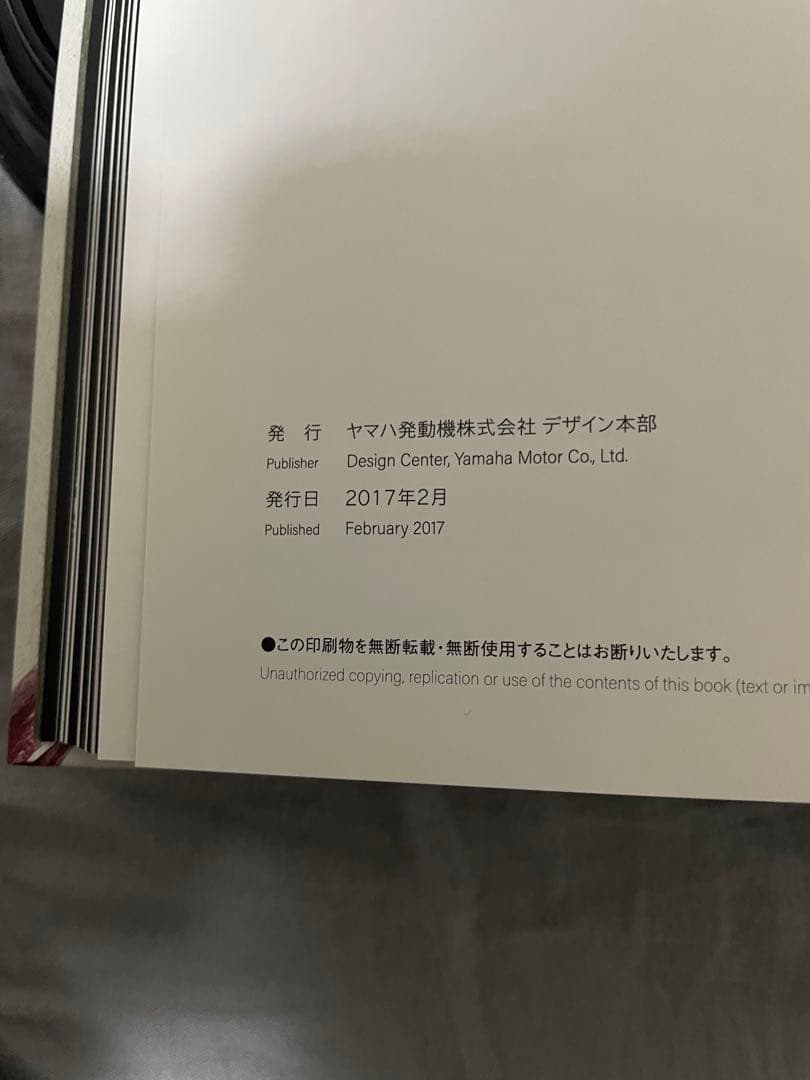 発 行 ヤマハ発動機株式会社 デザイン本部
Publisher Design Center, Yamaha Motor Co., Ltd.
発行日 2017年2月
Published February 2017
●この印刷物を無断転載・無断使用することはお断りいたします。
Unauthorized copying, replication or use of the contents of this book (text or im